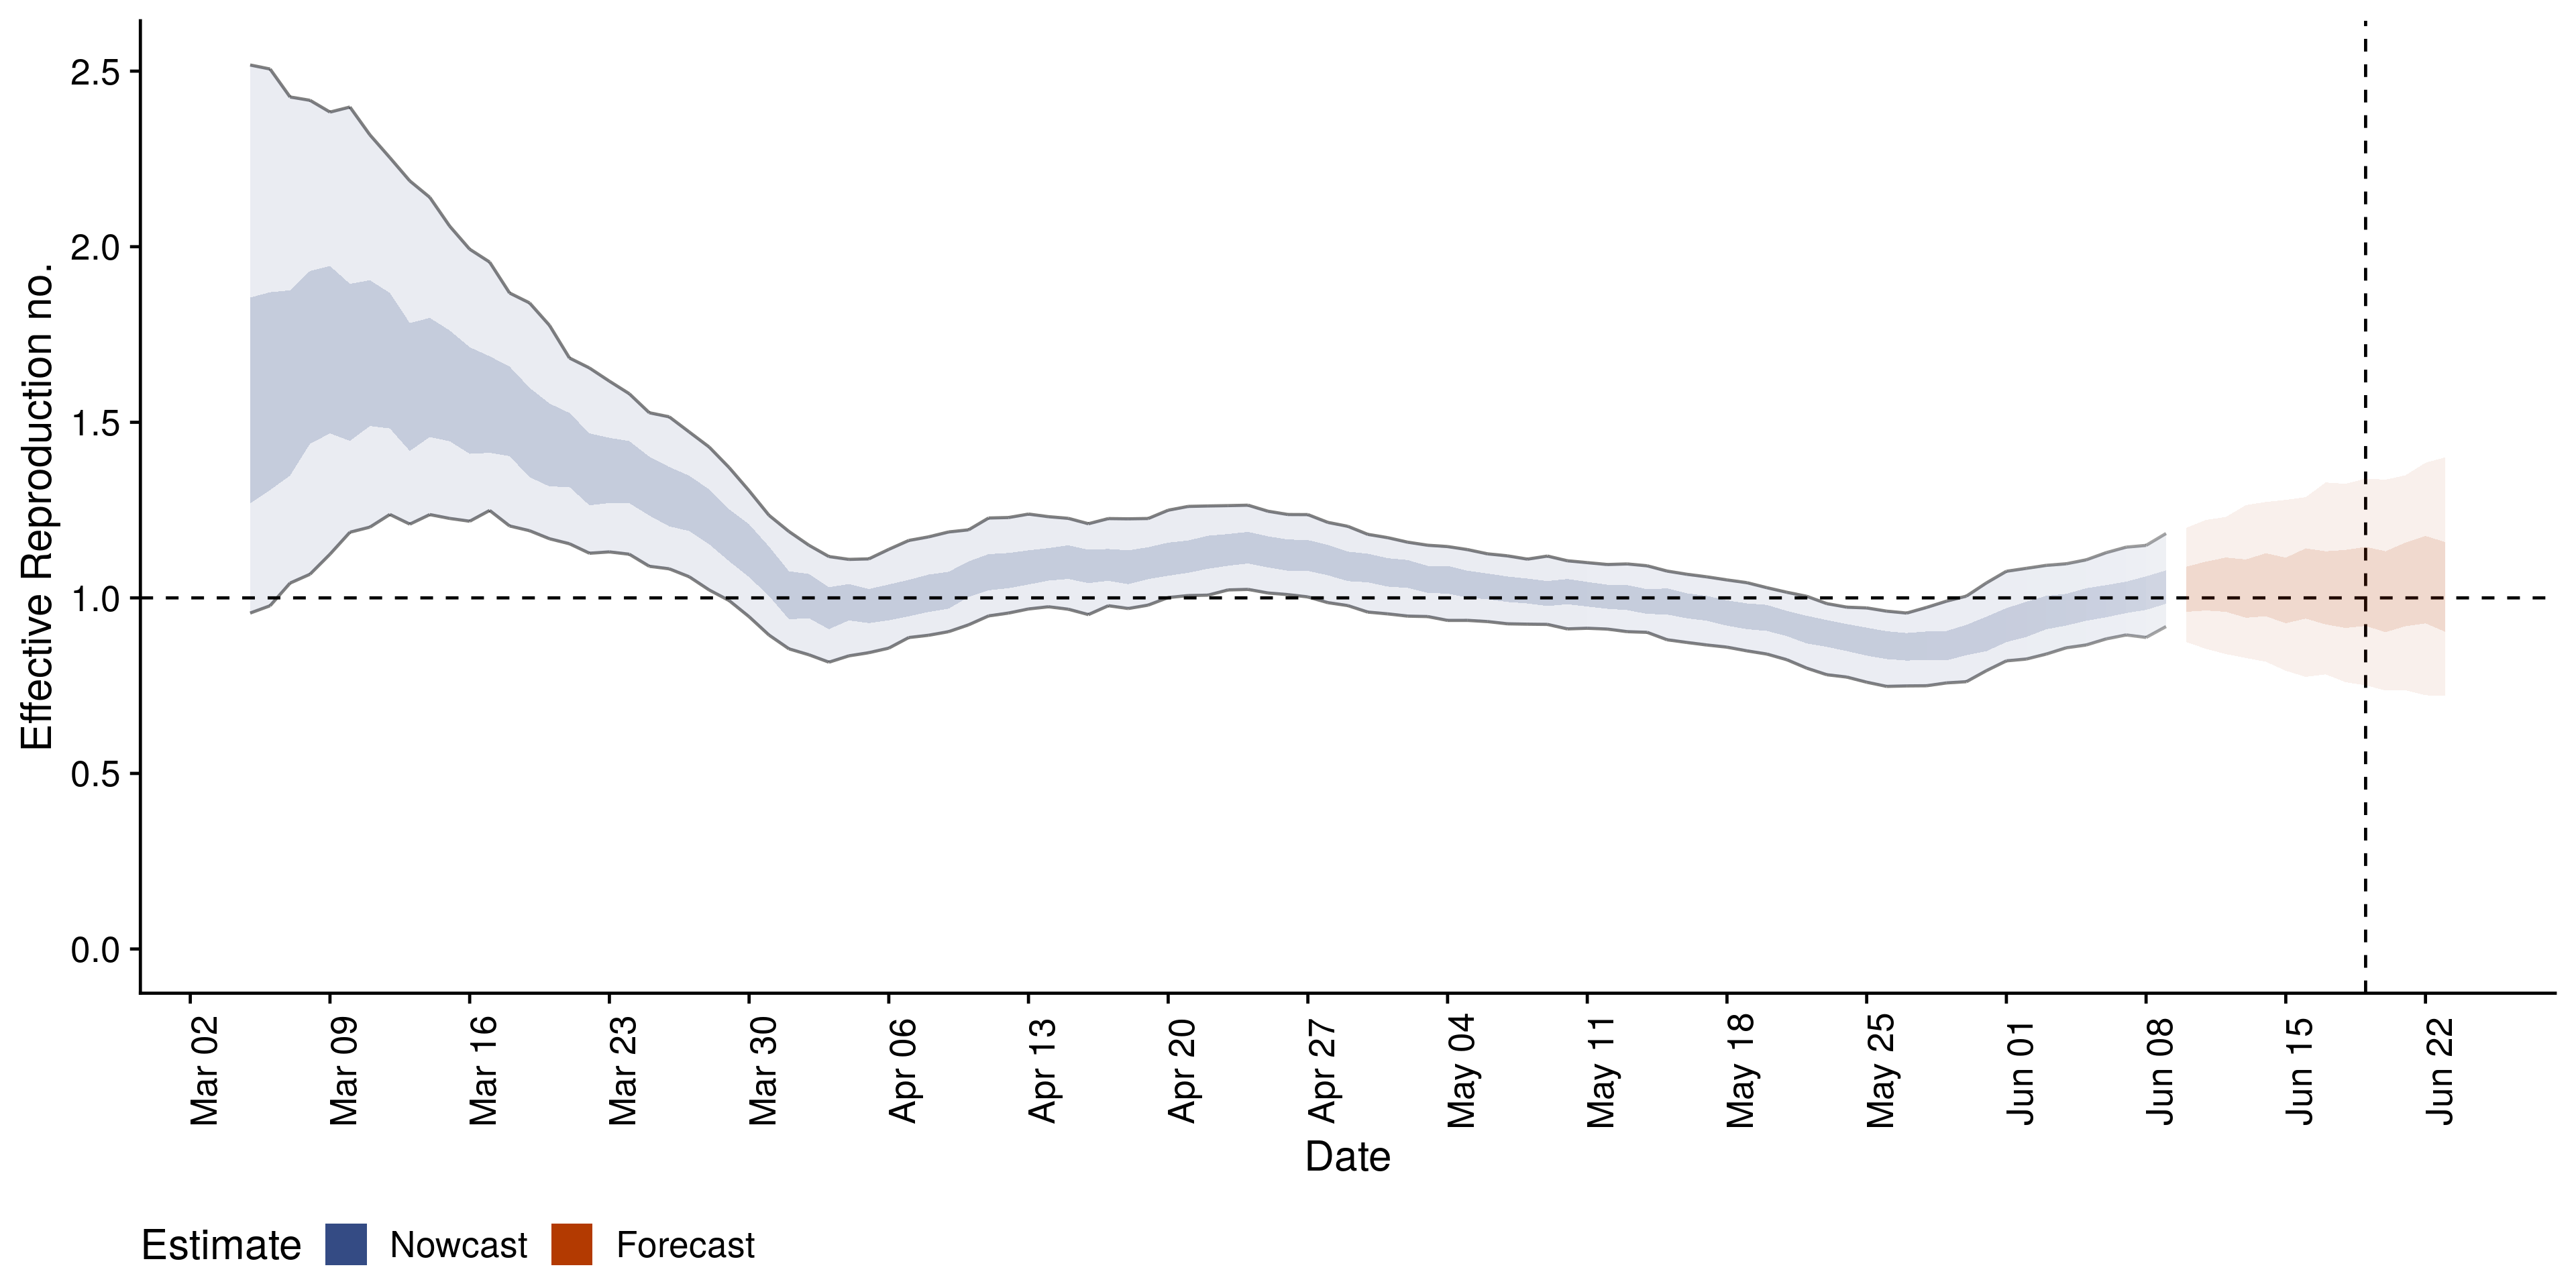 Effective Reproduction no.
2.5
2.0
1.5
1.0
0.5
0.0
Mar 02
Mar 09
Mar 16
Mar 23
Mar 30
Apr 06
Apr 13
Apr 20
Apr 27
May 04
May 11
May 18
May 25
Jun 01
Jun 08
Jun 15
Jun 22
Date
Estimate Nowcast Forecast